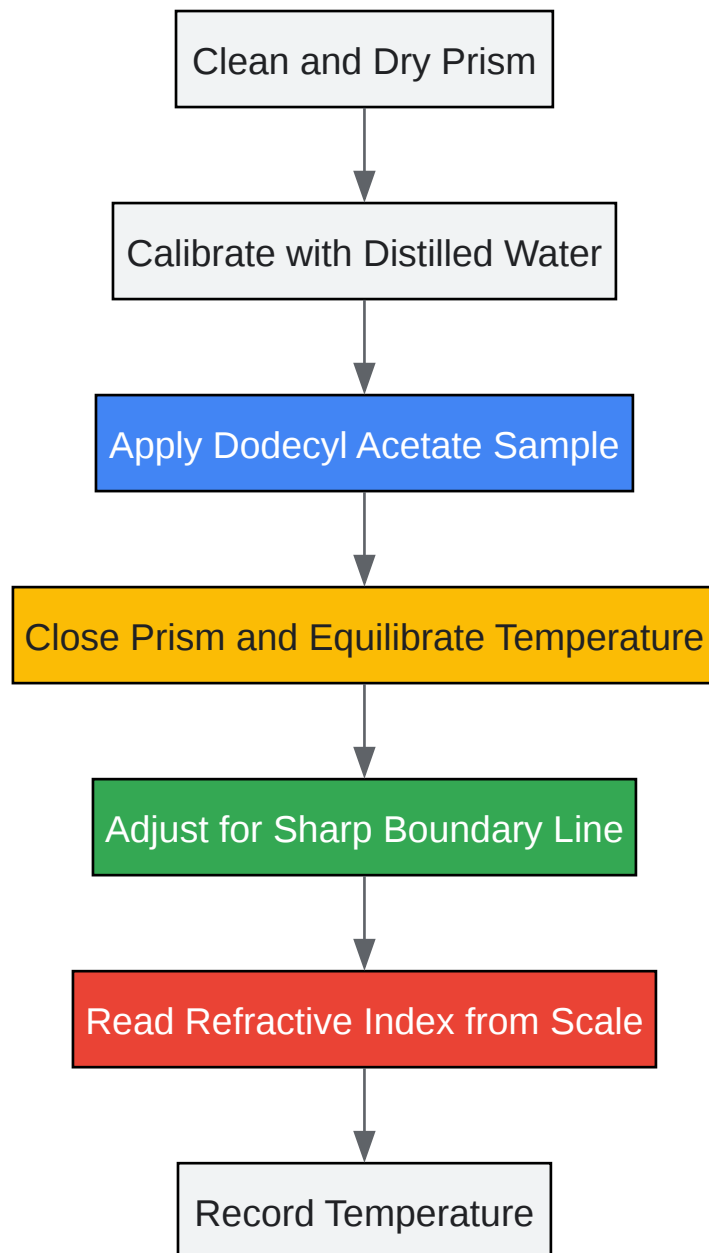 Clean and Dry Prism
Calibrate with Distilled Water
Apply Dodecyl Acetate Sample
Close Prism and Equilibrate Temperature
Adjust for Sharp Boundary Line
Read Refractive Index from Scale
Record Temperature